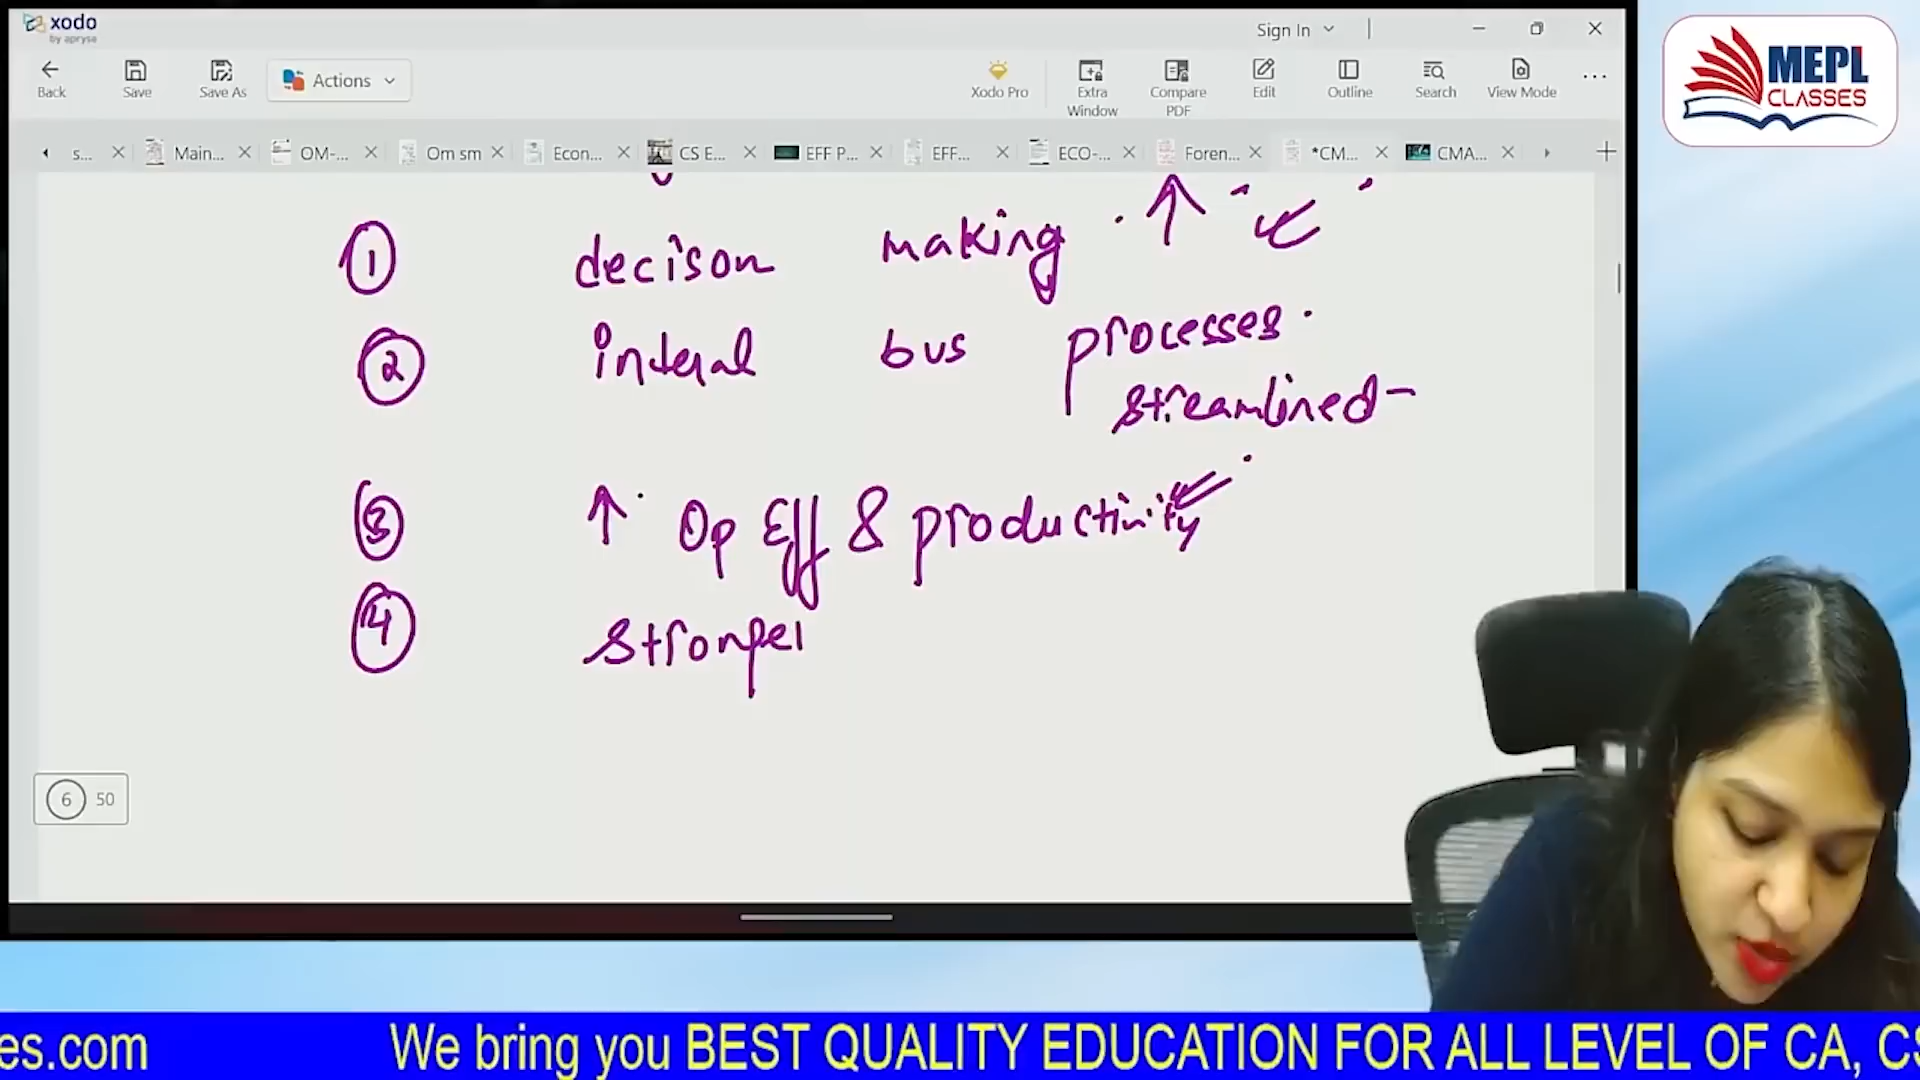 xodo
by apryse
Sign In
Back
Save
Save As
Actions
Xodo Pro
Extra Window
Compare PDF
Edit
Outline
Search
View Mode
s...
Main...
OM-...
Om sm
Econ...
CS E...
EFF P...
EFF...
ECO-...
Foren...
*CM...
CMA...
MEPL
CLASSES
① decison making. ↑
② interal bus processes.
streamlined -
③ ↑ Op Eff & productivity
④ stronger
6 50
es.com We bring you BEST QUALITY EDUCATION FOR ALL LEVEL OF CA, CS